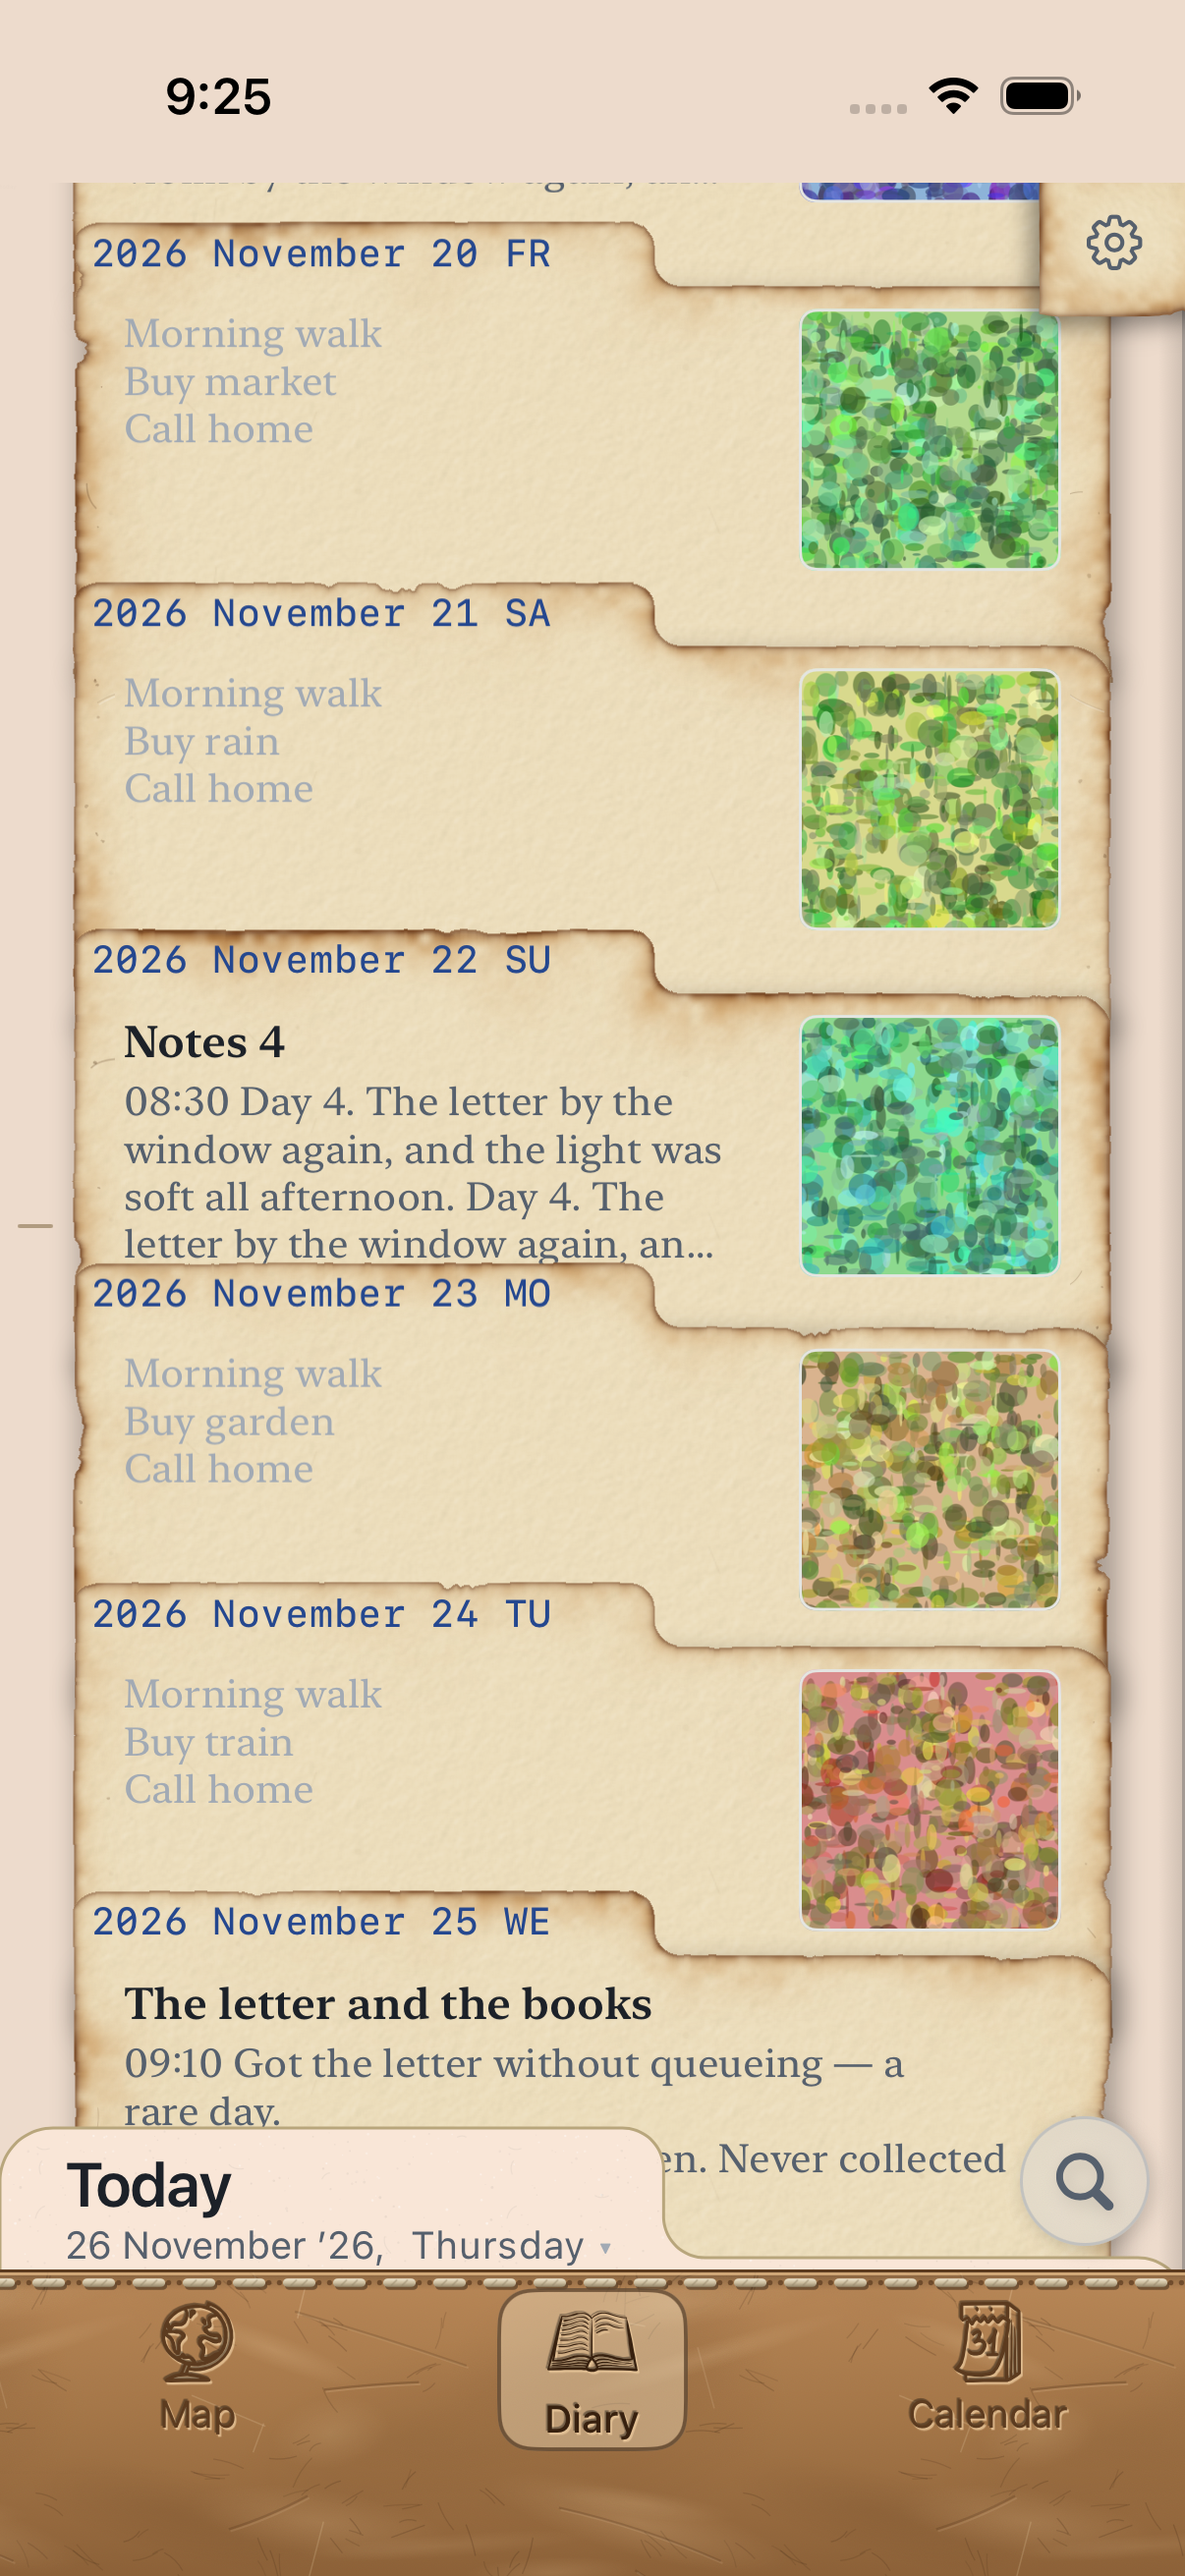 9:25
2026 November 20 FR
Morning walk
Buy market
Call home
2026 November 21 SA
Morning walk
Buy rain
Call home
2026 November 22 SU
Notes 4
08:30 Day 4. The letter by the
window again, and the light was
soft all afternoon. Day 4. The
letter by the window again, an…
2026 November 23 MO
Morning walk
Buy garden
Call home
2026 November 24 TU
Morning walk
Buy train
Call home
2026 November 25 WE
The letter and the books
09:10 Got the letter without queueing — a
rare day.
Never collected
Today
26 November ’26, Thursday
31
Map
Diary
Calendar